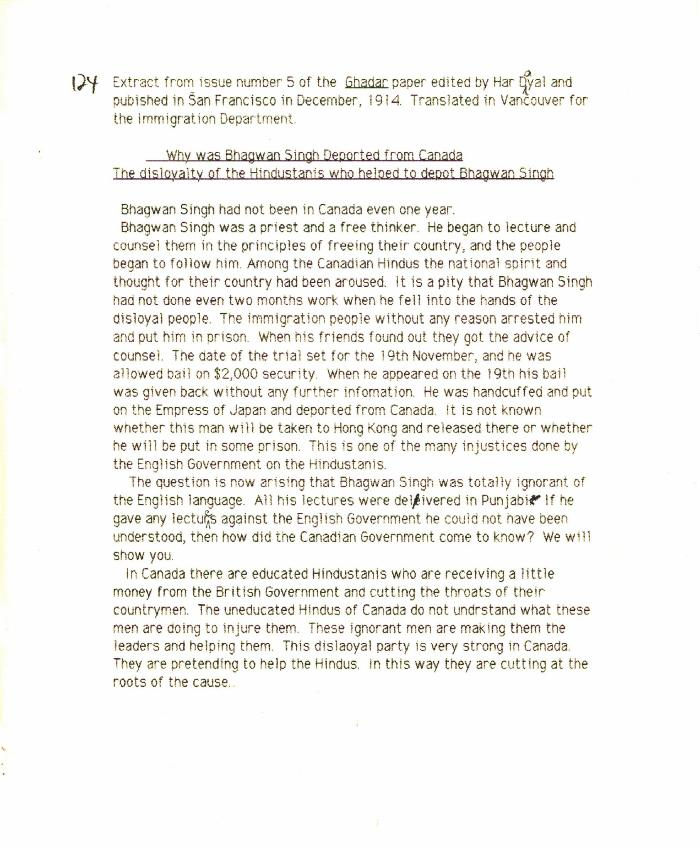 124 Extract from issue number 5 of the Ghadar paper edited by Har Dyal and
pubished in San Francisco in December, 1914. Translated in Vancouver for
the Immigration Department.
Why was Bhagwan Singh Deported from Canada
The disloyalty of the Hindustanis who helped to depot Bhagwan Singh
Bhagwan Singh had not been in Canada even one year.
Bhagwan Singh was a priest and a free thinker. He began to lecture and
counsel them in the principles of freeing their country, and the people
began to follow him. Among the Canadian Hindus the national spirit and
thought for their country had been aroused. It is a pity that Bhagwan Singh
had not done even two months work when he fell into the hands of the
disloyal people. The immigration people without any reason arrested him
and put him in prison. When his friends found out they got the advice of
counsel. The date of the trial set for the 19th November, and he was
allowed bail on $2,000 security. When he appeared on the 19th his bail
was given back without any further infomation. He was handcuffed and put
on the Empress of Japan and deported from Canada. It is not known
whether this man will be taken to Hong Kong and released there or whether
he will be put in some prison. This is one of the many injustices done by
the English Government on the Hindustanis.
The question is now arising that Bhagwan Singh was totally ignorant of
the English language. All his lectures were delivered in Punjabi. If he
gave any lectures against the English Government he could not have been
understood, then how did the Canadian Government come to know? We will
show you.
In Canada there are educated Hindustanis who are receiving a little
money from the British Government and cutting the throats of their
countrymen. The uneducated Hindus of Canada do not undrstand what these
men are doing to injure them. These ignorant men are making them the
leaders and helping them. This dislaoyal party is very strong in Canada.
They are pretending to help the Hindus. In this way they are cutting at the
roots of the cause..